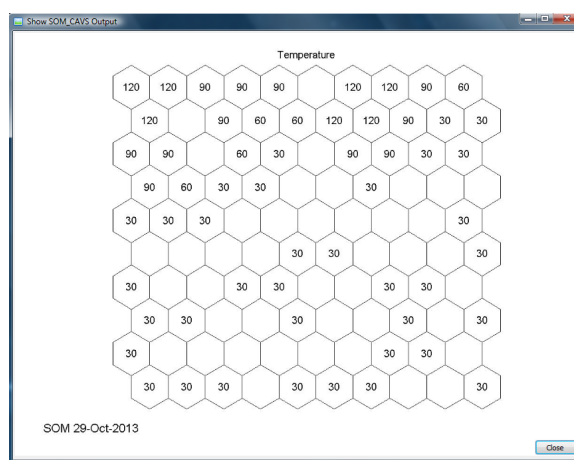 Show SOM_CAVS Output
Temperature
120 120 90 90 90 120 120 90 60
120 90 60 60 120 120 90 30 30
90 90 60 30 90 90 30 30
90 60 30 30 30
30 30 30 30
30 30 30
30 30 30 30 30
30 30 30 30 30
30 30 30
30 30 30 30 30 30 30
SOM 29-Oct-2013
Close